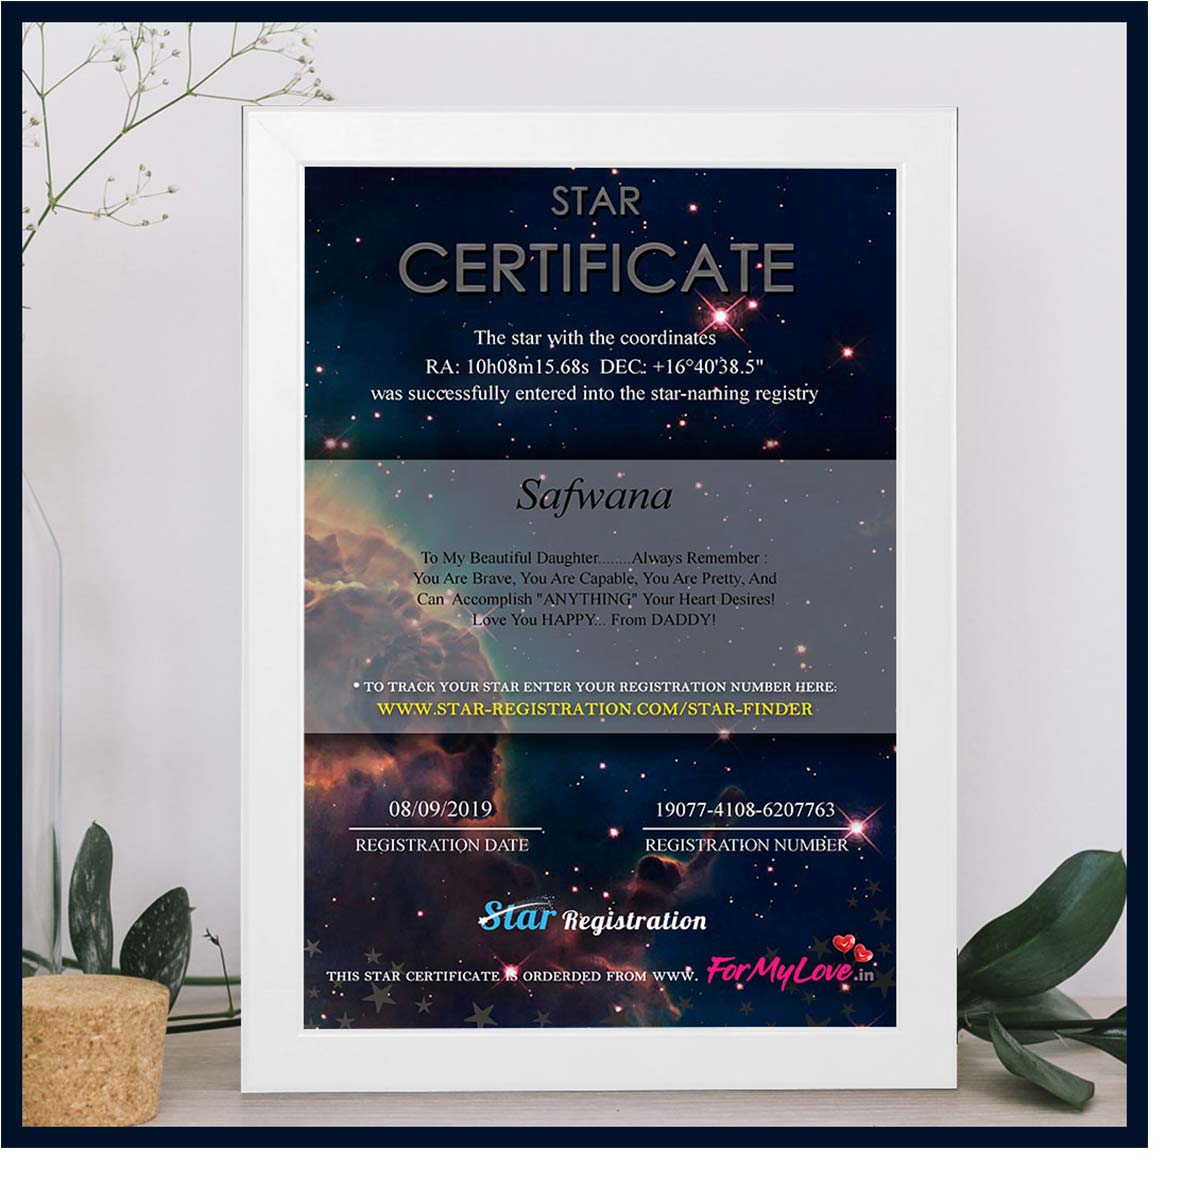 STAR
CERTIFICATE
The star with the coordinates
RA: 10h08m15.68s  DEC: +16°40'38.5"
was successfully entered into the star-naming registry
Safwana
To My Beautiful Daughter........Always Remember :
You Are Brave, You Are Capable, You Are Pretty, And
Can  Accomplish "ANYTHING" Your Heart Desires!
Love You HAPPY... From DADDY!
* TO TRACK YOUR STAR ENTER YOUR REGISTRATION NUMBER HERE:
WWW.STAR-REGISTRATION.COM/STAR-FINDER
08/09/2019 19077-4108-6207763
REGISTRATION DATE REGISTRATION NUMBER
Star Registration
THIS STAR CERTIFICATE IS ORDERDED FROM WWW. ForMyLove.in